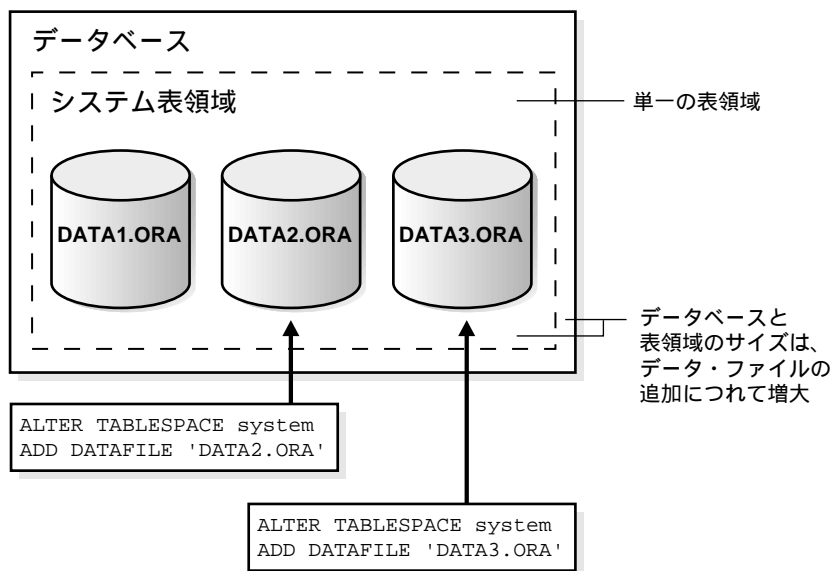 データベース
システム表領域
単一の表領域
DATA1.ORA
DATA2.ORA
DATA3.ORA
データベースと
表領域のサイズは、
データ・ファイルの
追加につれて増大
ALTER TABLESPACE system
ADD DATAFILE 'DATA2.ORA'
ALTER TABLESPACE system
ADD DATAFILE 'DATA3.ORA'